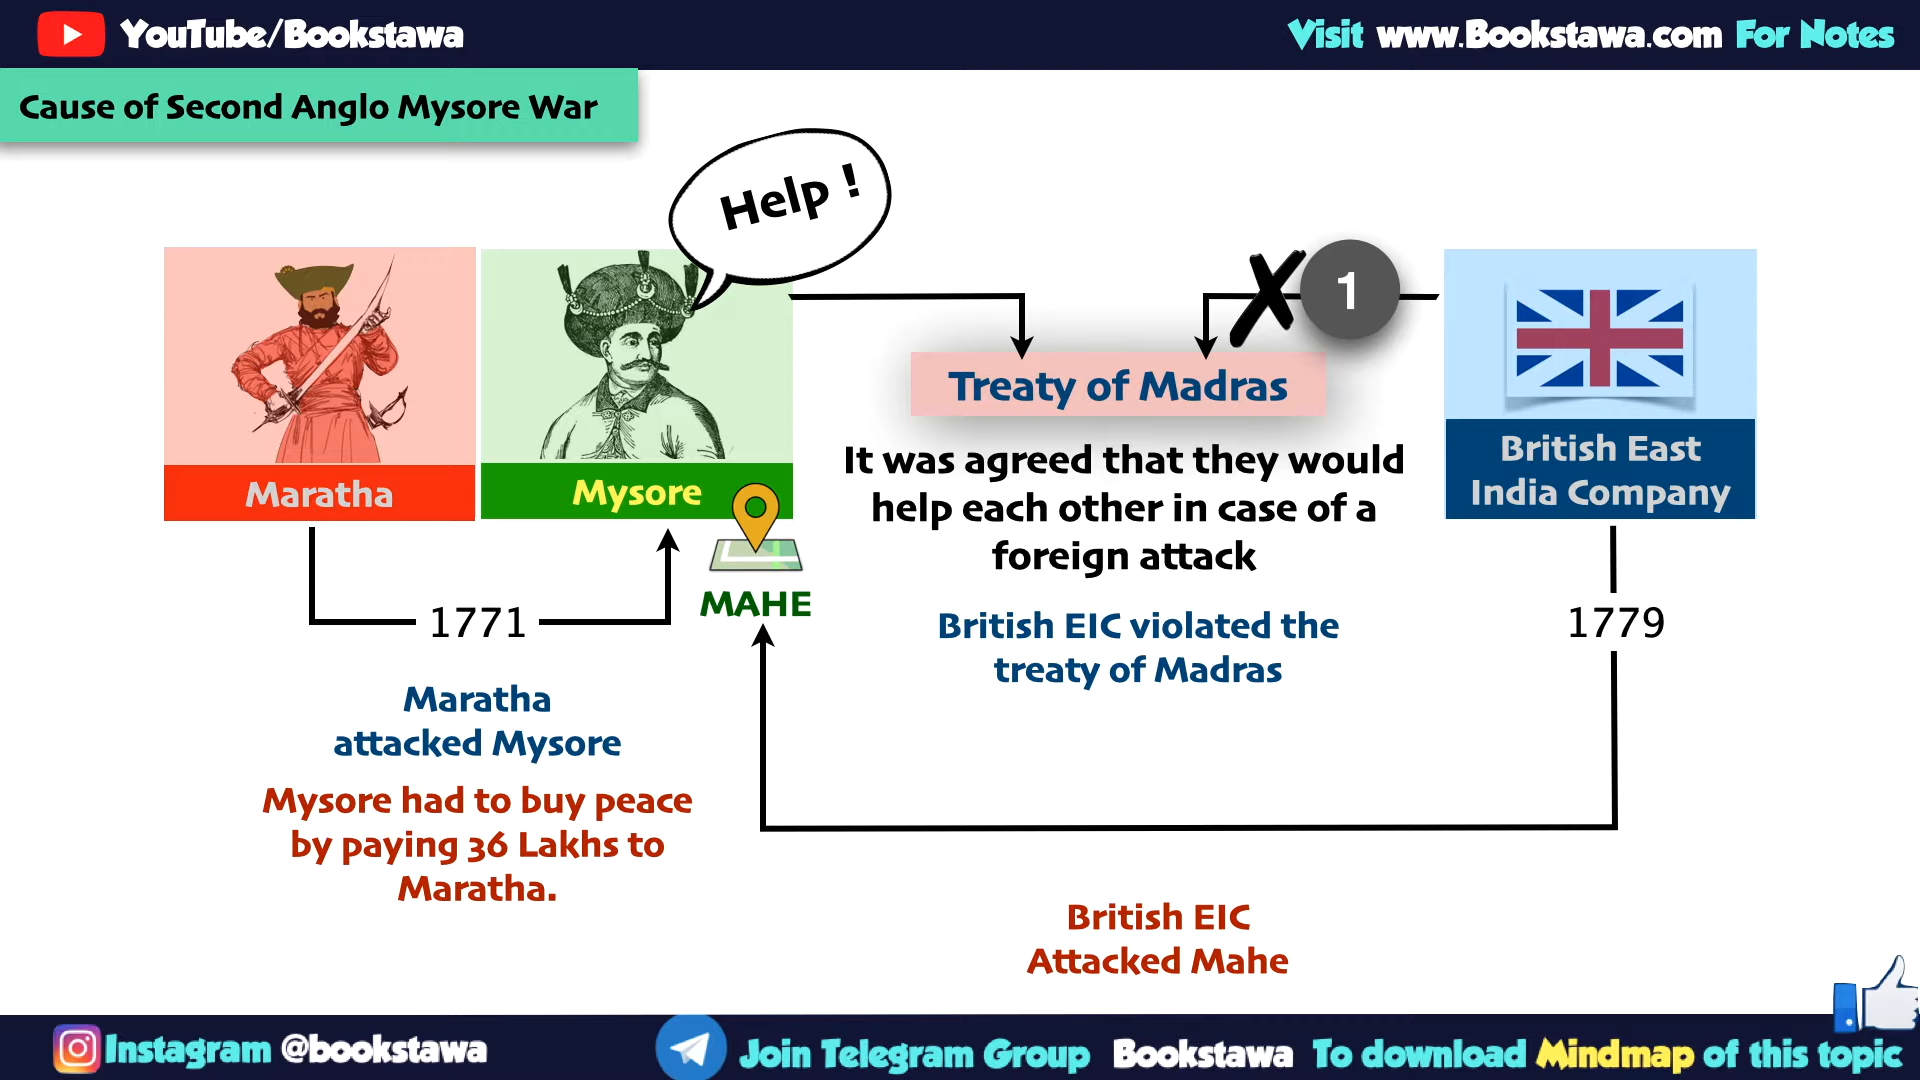 YouTube/Bookstawa
Visit www.Bookstawa.com For Notes
Cause of Second Anglo Mysore War
Help !
1
Treaty of Madras
Maratha
Mysore
British East
India Company
It was agreed that they would
help each other in case of a
foreign attack
MAHE
1771
1779
British EIC violated the
treaty of Madras
Maratha
attacked Mysore
Mysore had to buy peace
by paying 36 Lakhs to
Maratha.
British EIC
Attacked Mahe
Instagram @bookstawa
Join Telegram Group Bookstawa To download Mindmap of this topic